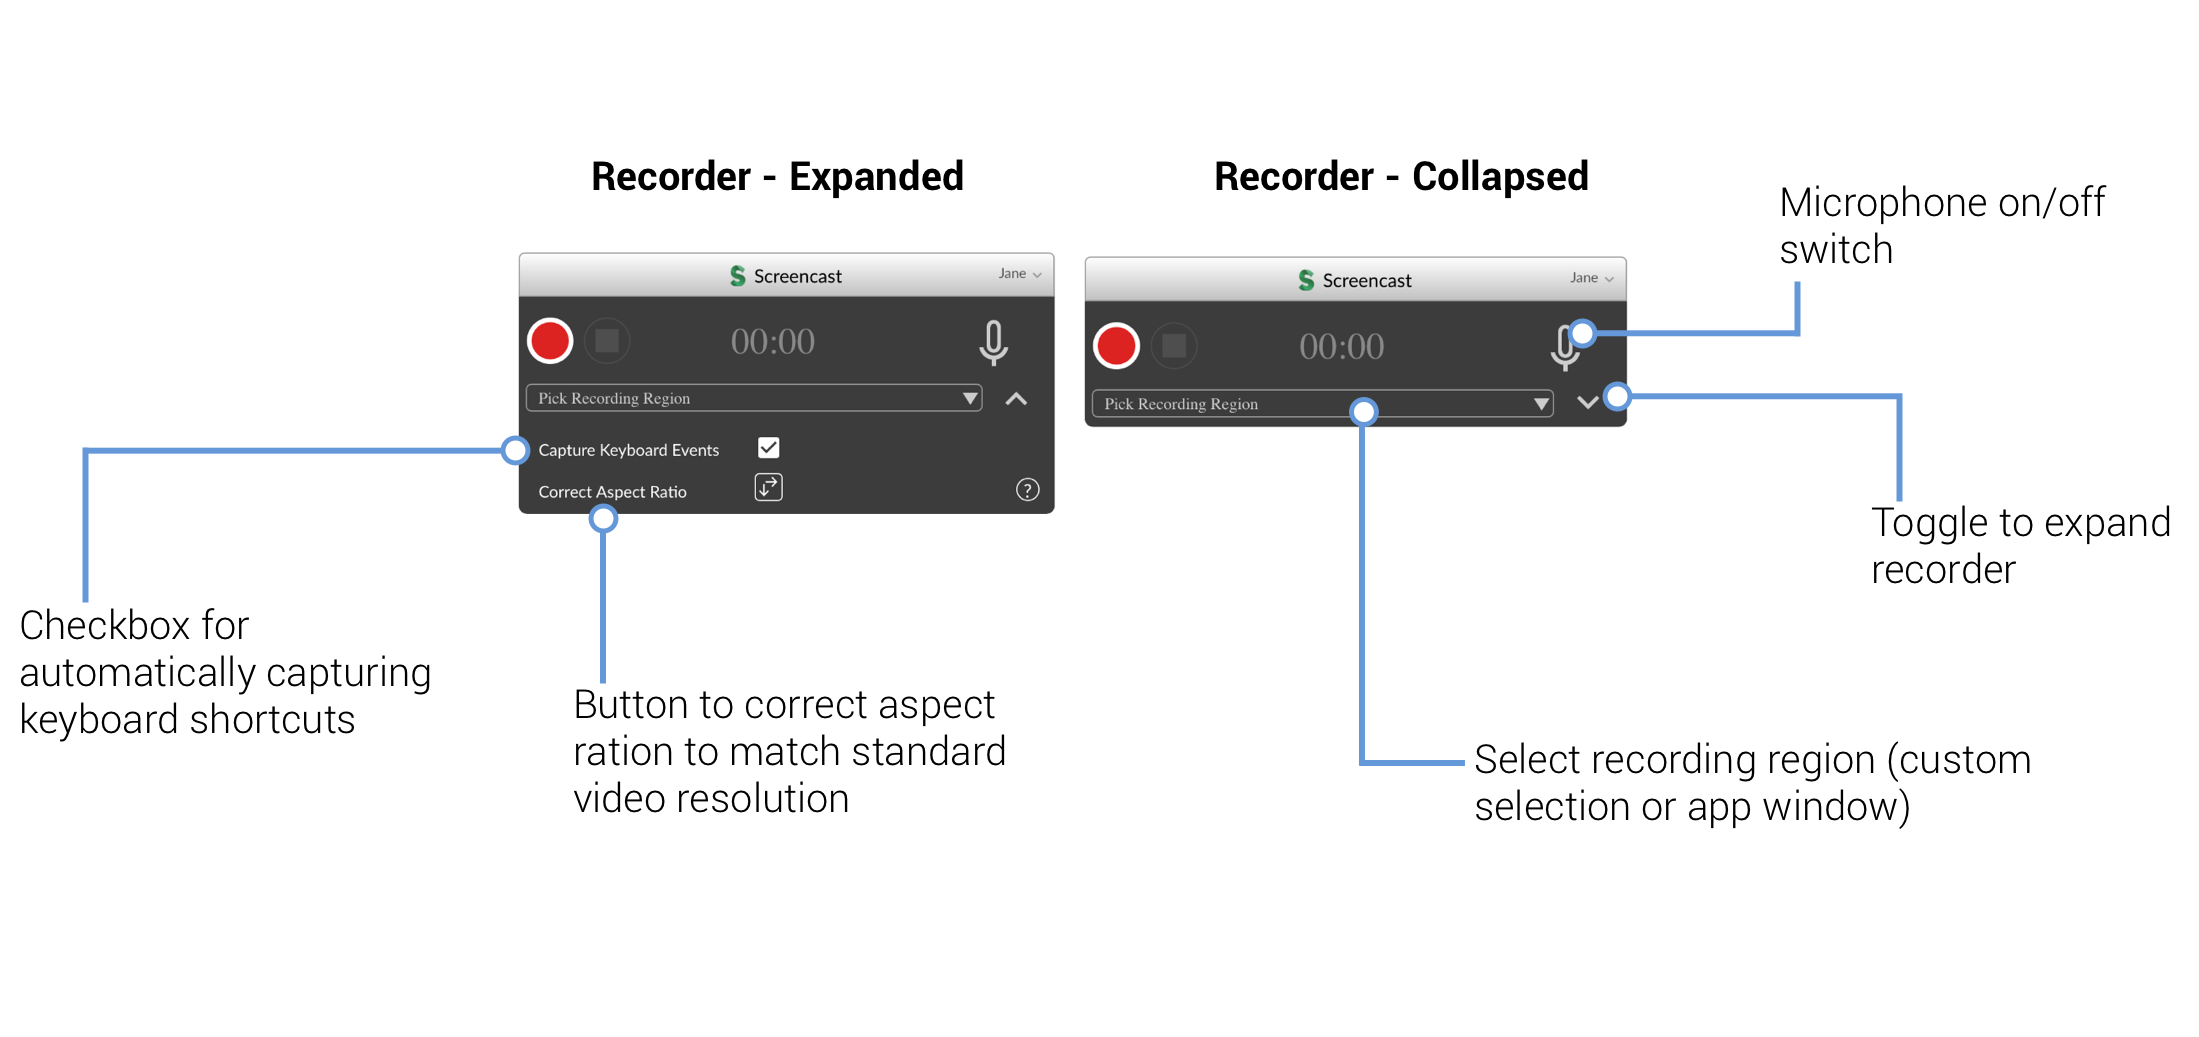 Recorder - Expanded
Screencast
Jane
00:00
Pick Recording Region
Capture Keyboard Events
Correct Aspect Ratio
?
Checkbox for
automatically capturing
keyboard shortcuts
Button to correct aspect
ration to match standard
video resolution
Recorder - Collapsed
Screencast
Jane
00:00
Pick Recording Region
Microphone on/off
switch
Toggle to expand
recorder
Select recording region (custom
selection or app window)